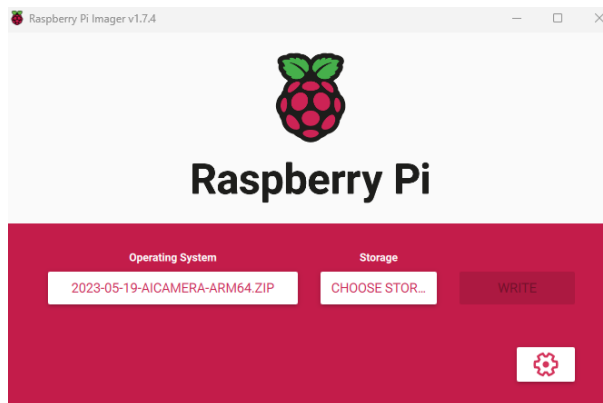 Raspberry Pi Imager v1.7.4
Raspberry Pi
Operating System
Storage
2023-05-19-AICAMERA-ARM64.ZIP
CHOOSE STOR...
WRITE